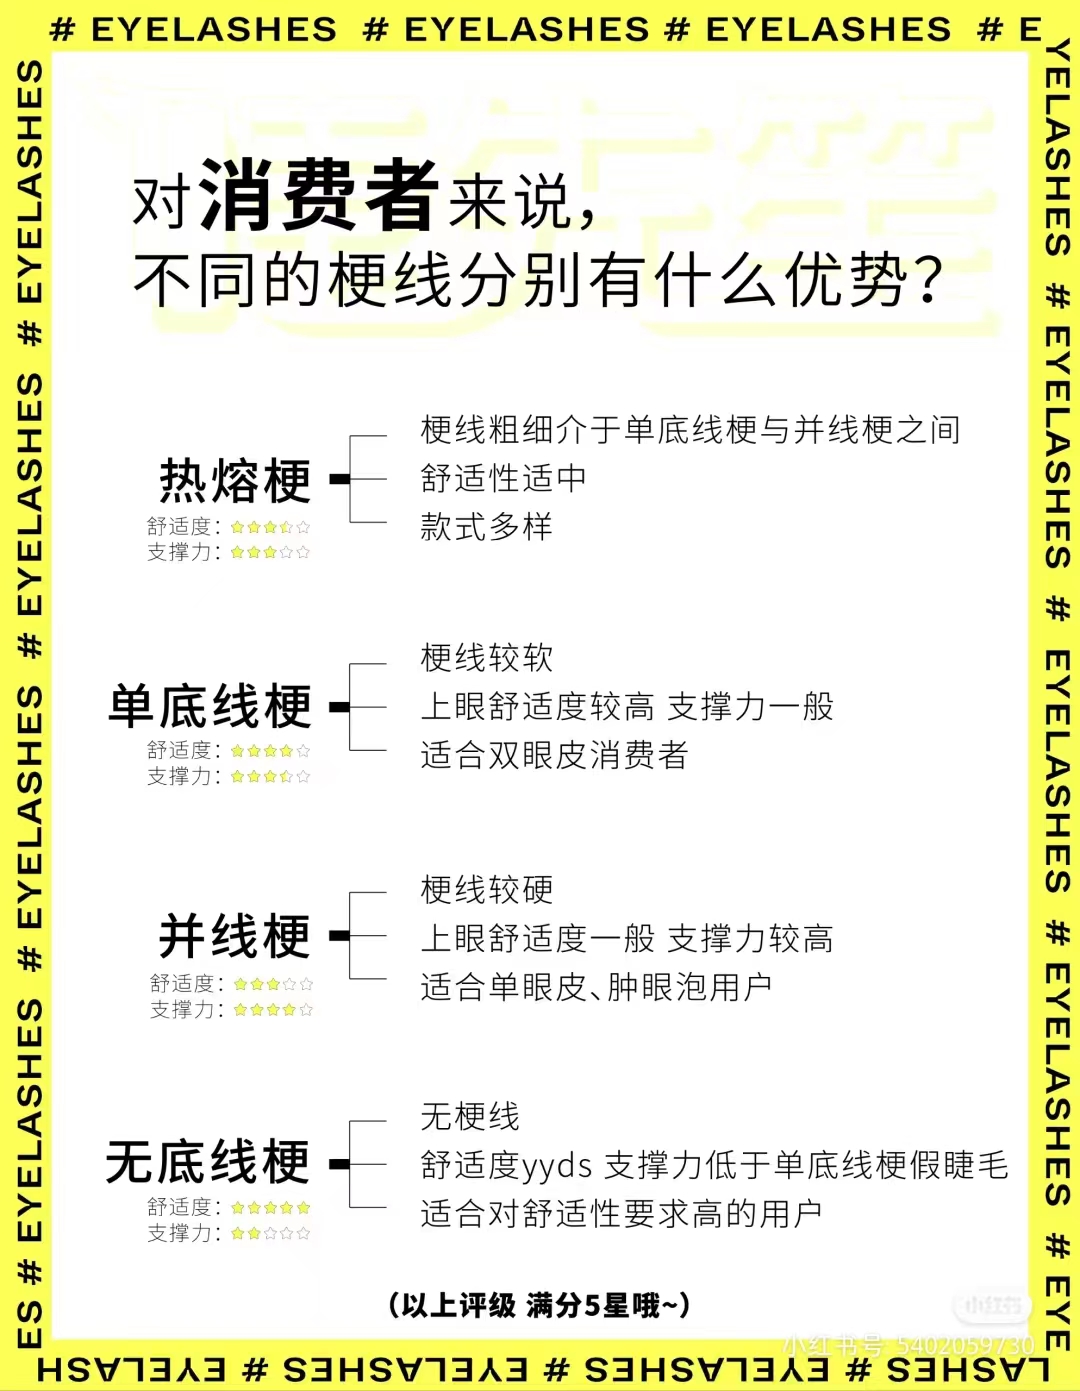 # EYELASHES # EYELASHES # EYELASHES # E
YELASHES # EYELASHES # EYELASHES # EYELASHES # EYE
ES # EYELASHES # EYELASHES # EYELASHES # EYELASHES
对消费者来说，
不同的梗线分别有什么优势？
热熔梗
舒适度：
支撑力：
梗线粗细介于单底线梗与并线梗之间
舒适性适中
款式多样
单底线梗
舒适度：
支撑力：
梗线较软
上眼舒适度较高 支撑力一般
适合双眼皮消费者
并线梗
舒适度：
支撑力：
梗线较硬
上眼舒适度一般 支撑力较高
适合单眼皮、肿眼泡用户
无底线梗
舒适度：
支撑力：
无梗线
舒适度yyds 支撑力低于单底线梗假睫毛
适合对舒适性要求高的用户
（以上评级 满分5星哦~）
小红书
小红书号: 5402059730
LASHES # EYELASHES # EYELASHES # EYELASH